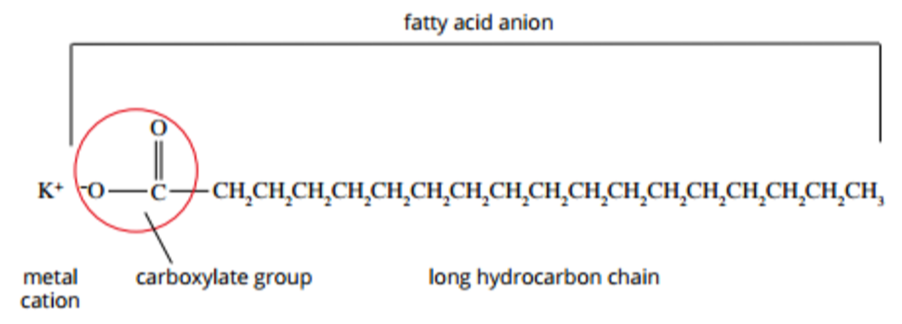 fatty acid anion
O
K⁺ ⁻O—C—CH₂CH₂CH₂CH₂CH₂CH₂CH₂CH₂CH₂CH₂CH₂CH₂CH₂CH₂CH₂CH₂CH₃
metal cation
carboxylate group
long hydrocarbon chain